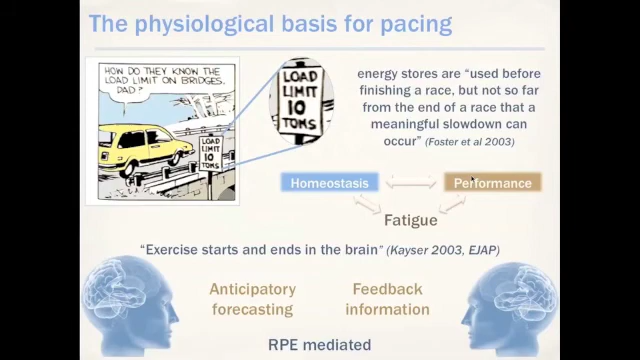 The physiological basis for pacing
HOW DO THEY KNOW THE
LOAD LIMIT ON BRIDGES,
DAD?
LOAD
LIMIT
10
TONS
LOAD
LIMIT
10
TONS
energy stores are “used before
finishing a race, but not so far
from the end of a race that a
meaningful slowdown can
occur” (Foster et al 2003)
Homeostasis
Performance
Fatigue
“Exercise starts and ends in the brain” (Kayser 2003, EJAP)
Anticipatory
forecasting
Feedback
information
RPE mediated